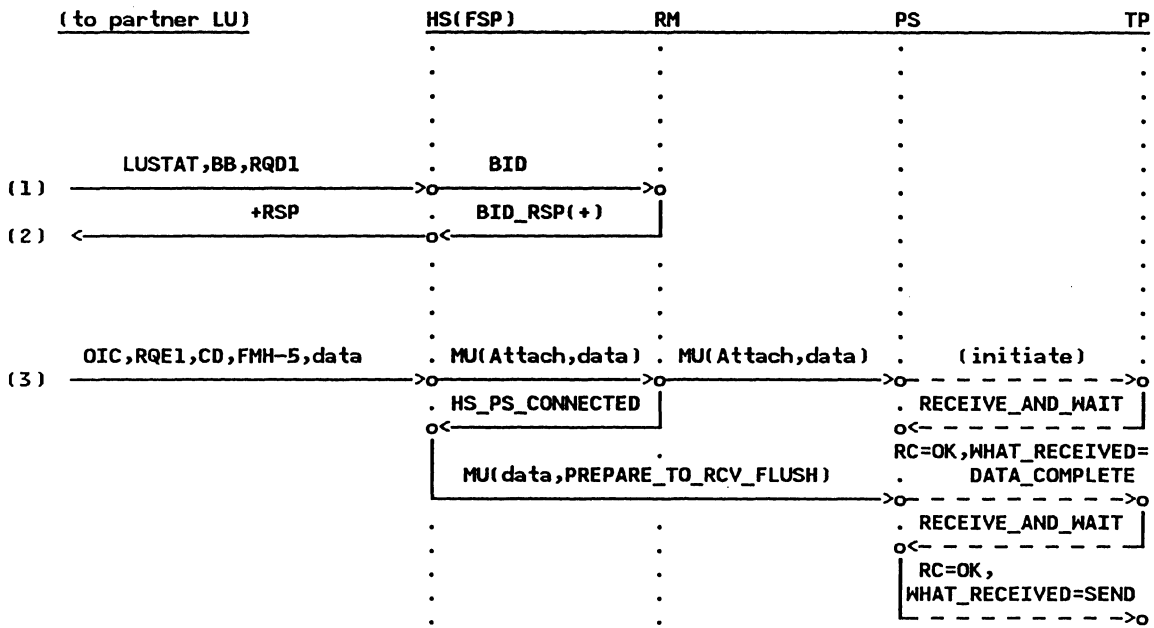 (to partner LU) HS(FSP) RM PS TP
LUSTAT,BB,RQD1 BID
(1)
+RSP BID_RSP(+)
(2)
OIC,RQE1,CD,FMH-5,data MU(Attach,data) MU(Attach,data) (initiate)
(3)
HS_PS_CONNECTED RECEIVE_AND_WAIT
RC=OK,WHAT_RECEIVED=
MU(data,PREPARE_TO_RCV_FLUSH) DATA_COMPLETE
RECEIVE_AND_WAIT
RC=OK,
WHAT_RECEIVED=SEND